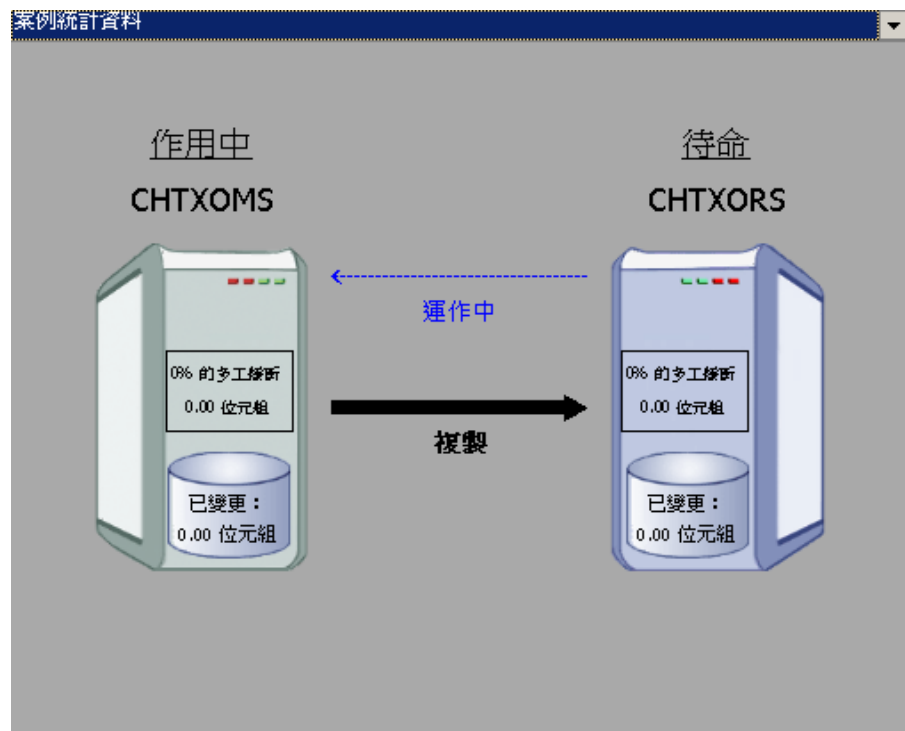 案例統計資料
作用中
待命
CHTXOMS
CHTXORS
運作中
0% 的多工緩衝
0.00 位元組
0% 的多工緩衝
0.00 位元組
複製
已變更：
0.00 位元組
已變更：
0.00 位元組